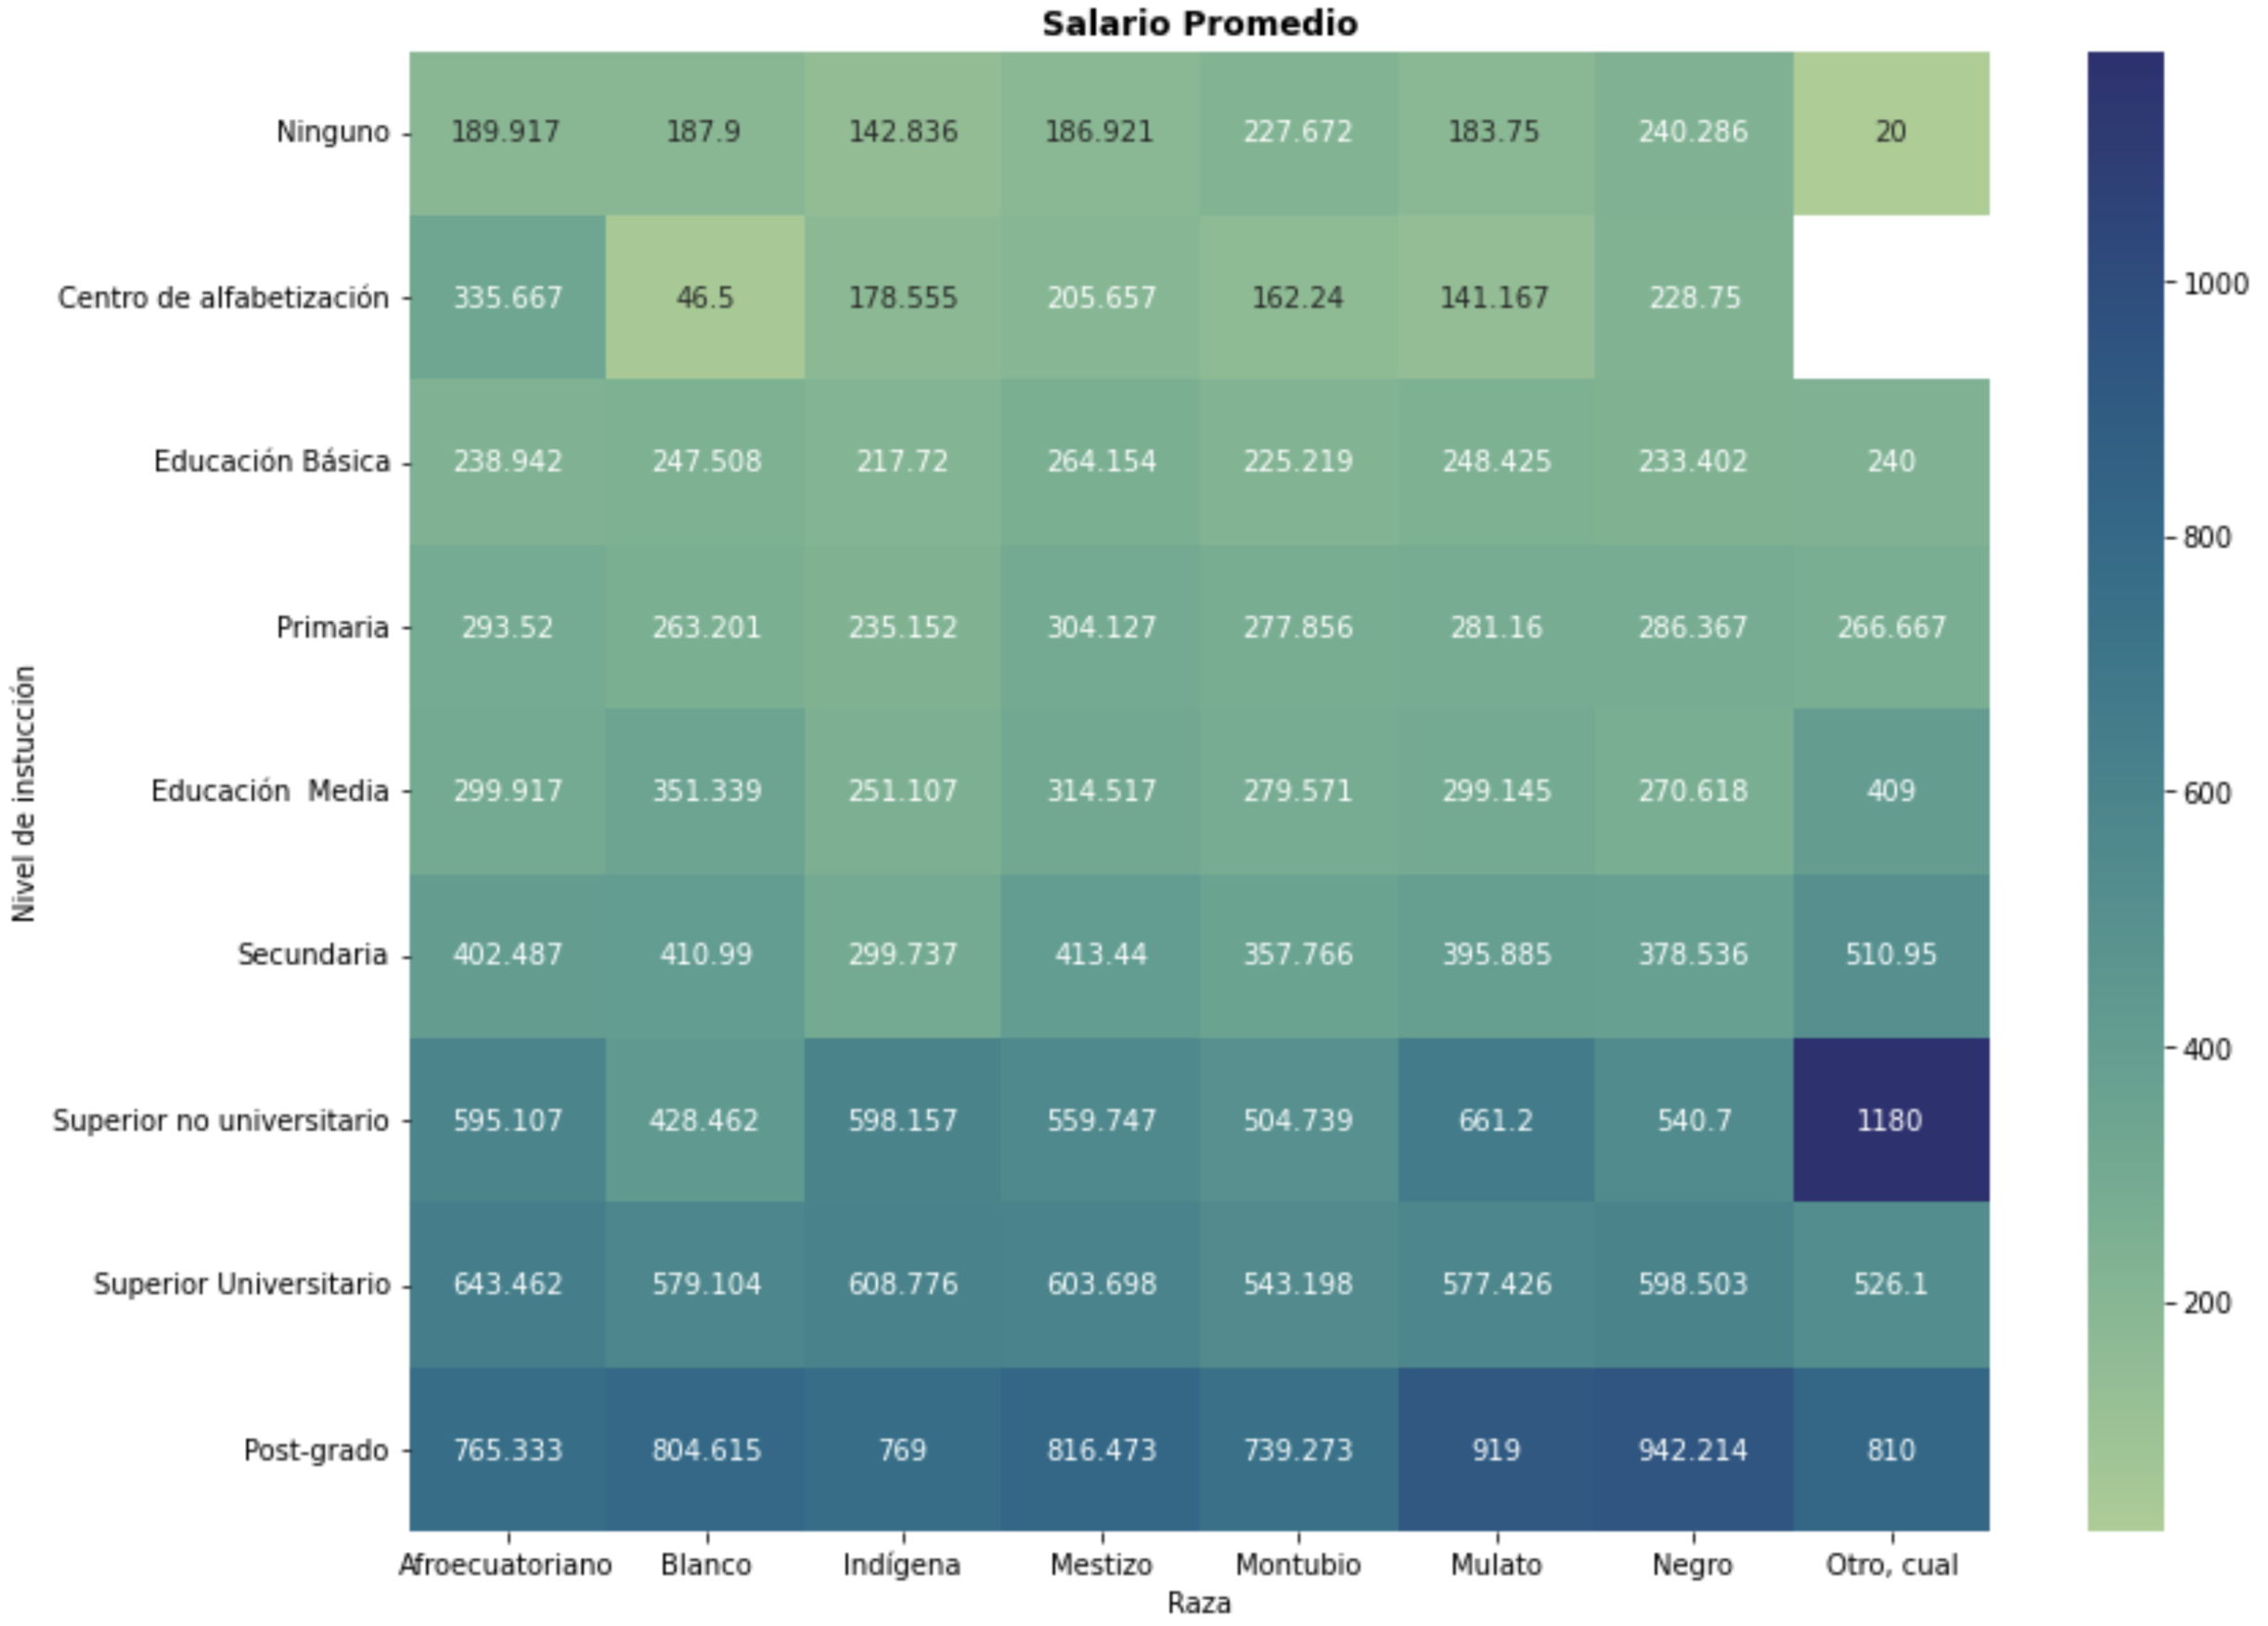 Salario Promedio
Nivel de instucción
Ninguno 189.917 187.9 142.836 186.921 227.672 183.75 240.286 20
Centro de alfabetización 335.667 46.5 178.555 205.657 162.24 141.167 228.75
Educación Básica 238.942 247.508 217.72 264.154 225.219 248.425 233.402 240
Primaria 293.52 263.201 235.152 304.127 277.856 281.16 286.367 266.667
Educación  Media 299.917 351.339 251.107 314.517 279.571 299.145 270.618 409
Secundaria 402.487 410.99 299.737 413.44 357.766 395.885 378.536 510.95
Superior no universitario 595.107 428.462 598.157 559.747 504.739 661.2 540.7 1180
Superior Universitario 643.462 579.104 608.776 603.698 543.198 577.426 598.503 526.1
Post-grado 765.333 804.615 769 816.473 739.273 919 942.214 810
Afroecuatoriano Blanco Indígena Mestizo Montubio Mulato Negro Otro, cual
Raza
1000
800
600
400
200